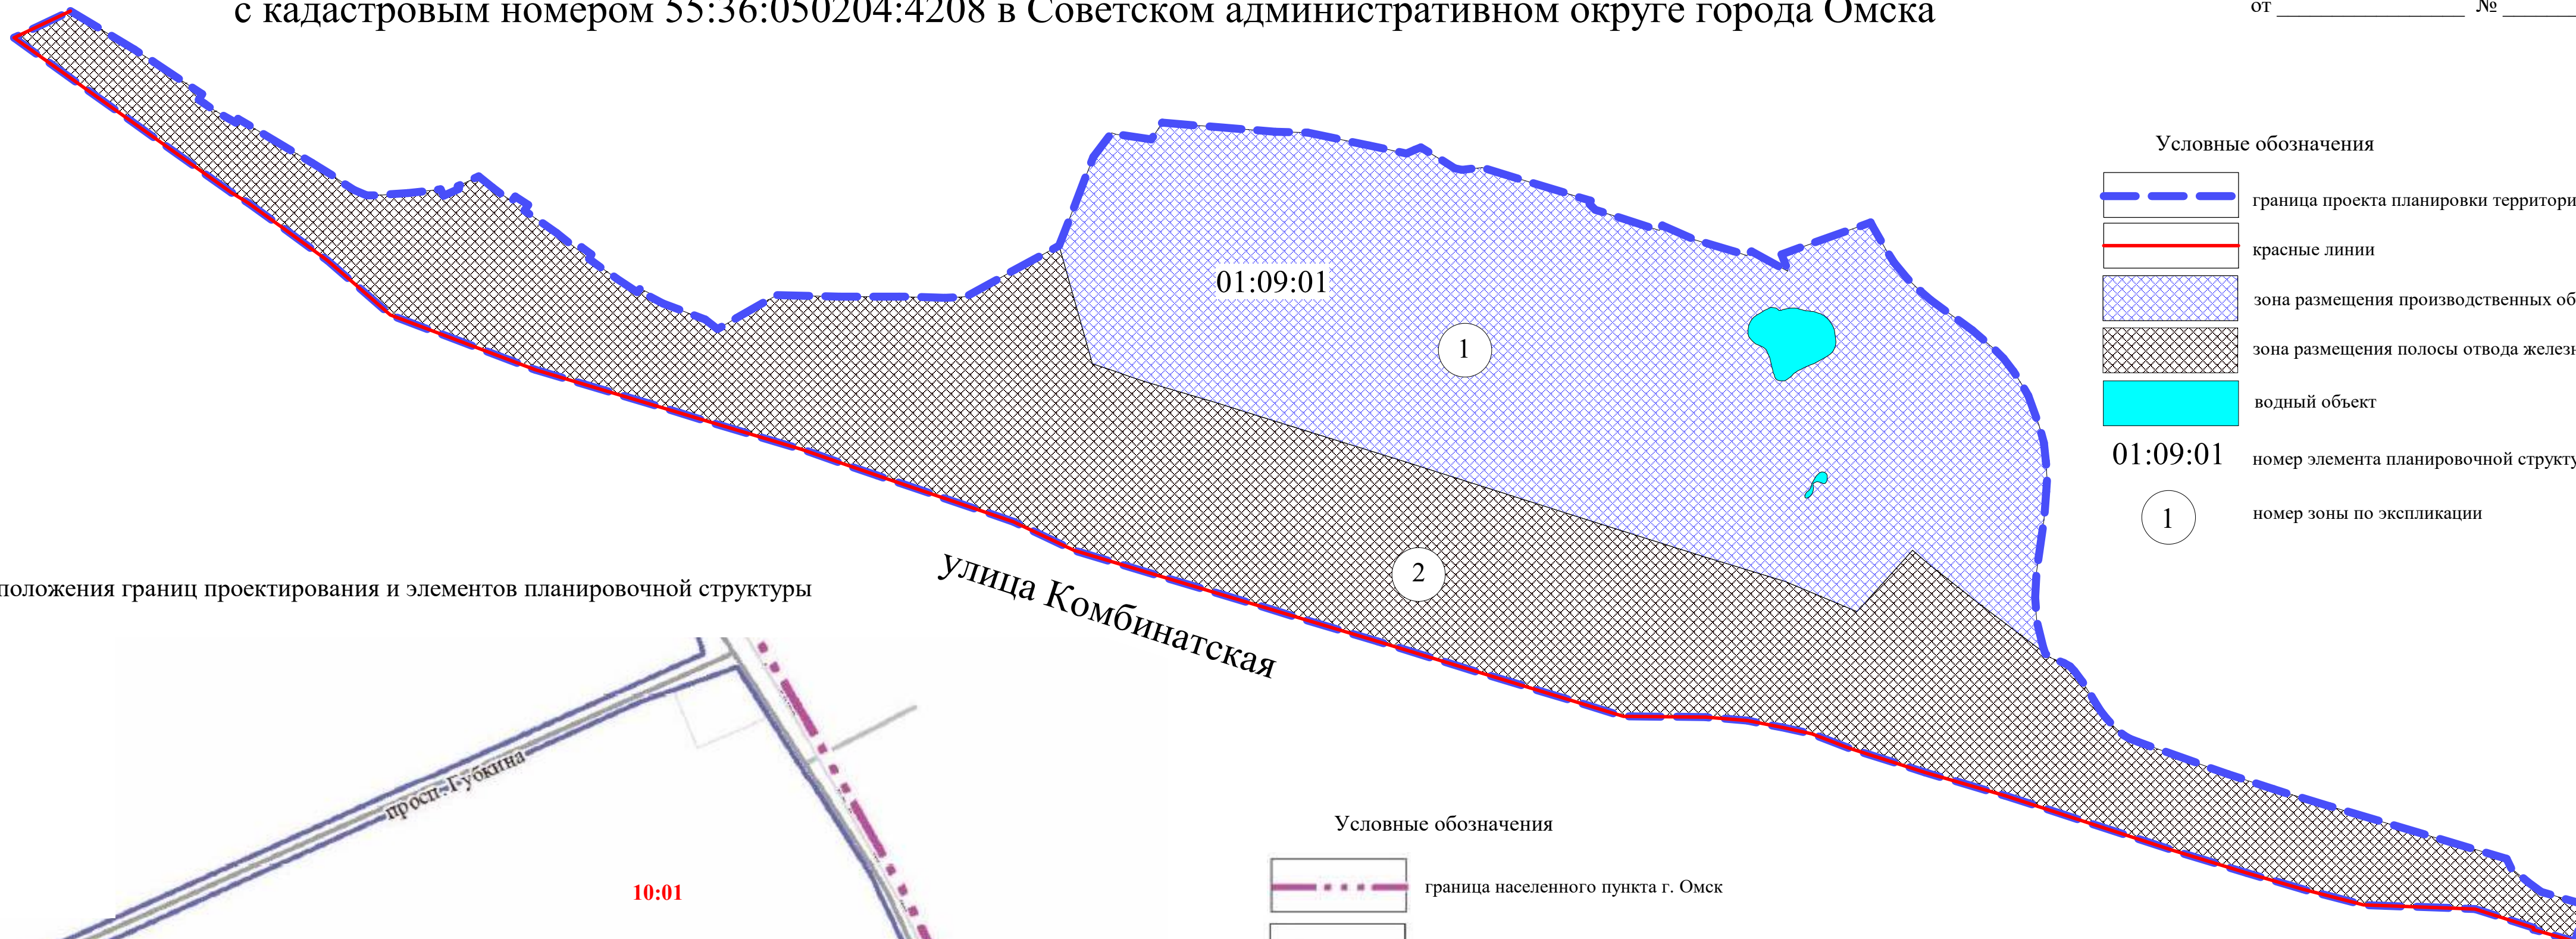 с кадастровым номером 55:36:050204:4208 в Советском административном округе города Омска
от № 
Условные обозначения
граница проекта планировки территори
красные линии
зона размещения производственных об
зона размещения полосы отвода желез
водный объект
01:09:01 номер элемента планировочной структу
1 номер зоны по экспликации
01:09:01
1
2
улица Комбинатская
положения границ проектирования и элементов планировочной структуры
просп. Губкина
10:01
Условные обозначения
граница населенного пункта г. Омск